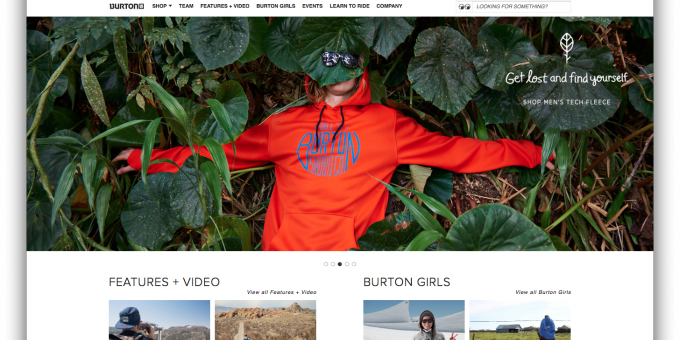 BURTON
SHOP TEAM FEATURES + VIDEO BURTON GIRLS EVENTS LEARN TO RIDE COMPANY
LOOKING FOR SOMETHING?
Get lost and find yourself
SHOP MEN'S TECH FLEECE
BURTON
FEATURES + VIDEO
View all Features + Video
BURTON GIRLS
View all Burton Girls